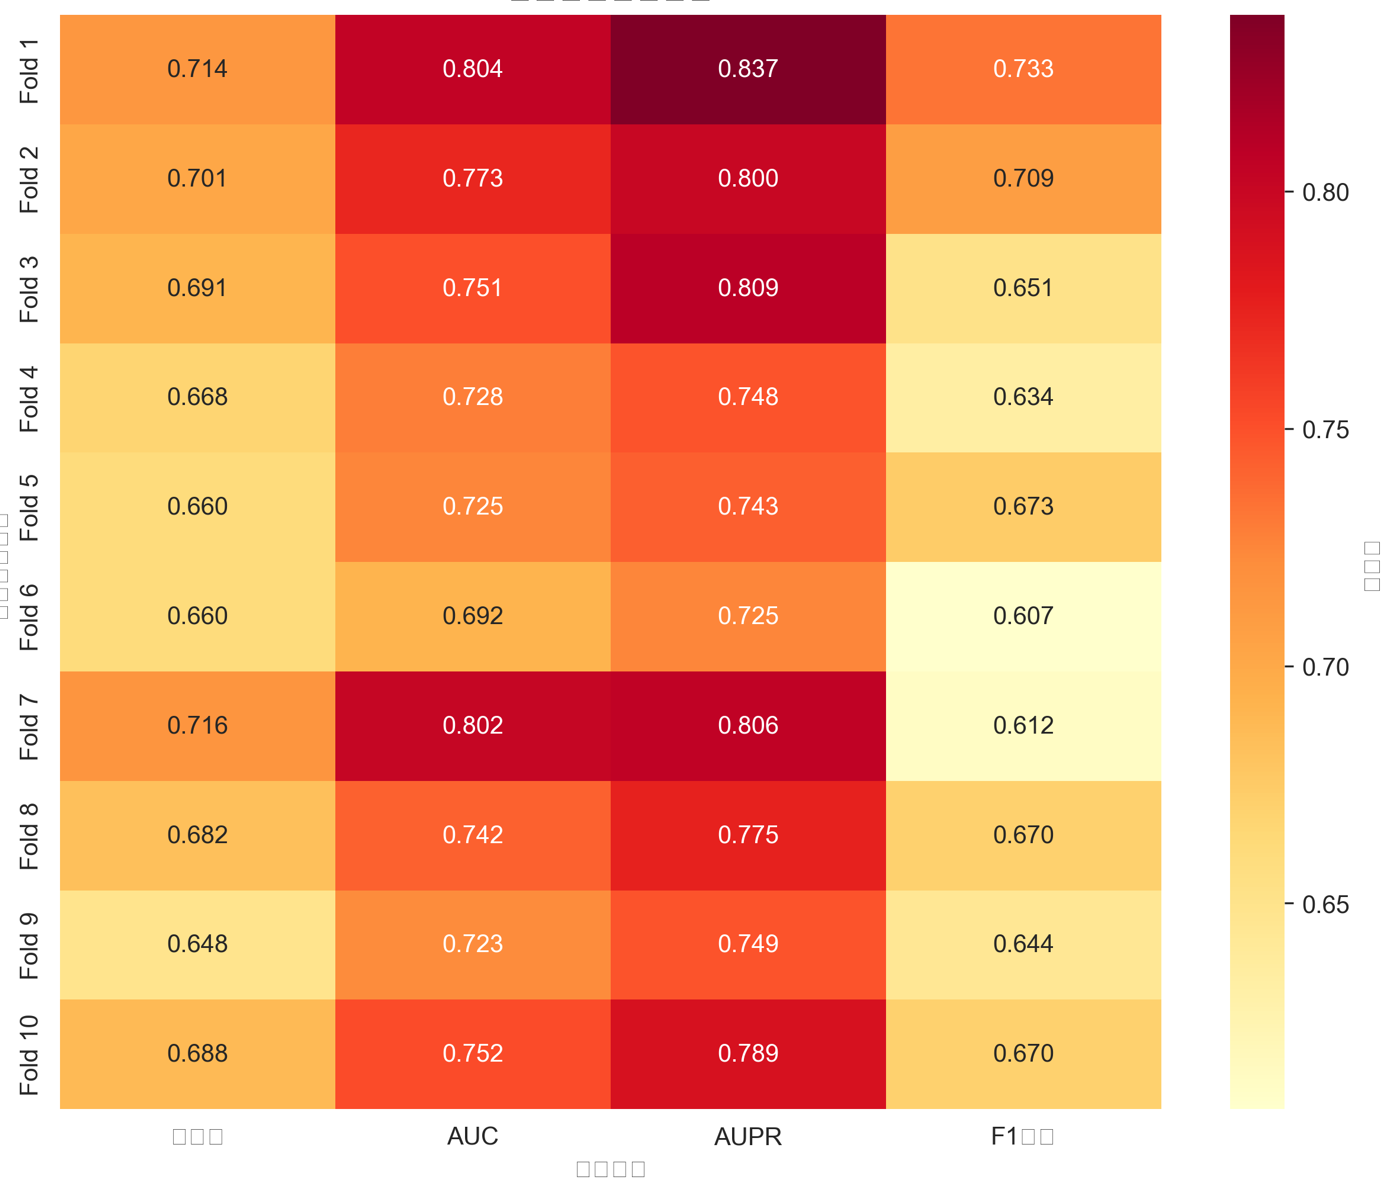 Fold 1 0.714 0.804 0.837 0.733
Fold 2 0.701 0.773 0.800 0.709
0.80
Fold 3 0.691 0.751 0.809 0.651
Fold 4 0.668 0.728 0.748 0.634
0.75
Fold 5 0.660 0.725 0.743 0.673
Fold 6 0.660 0.692 0.725 0.607
0.70
Fold 7 0.716 0.802 0.806 0.612
Fold 8 0.682 0.742 0.775 0.670
0.65
Fold 9 0.648 0.723 0.749 0.644
Fold 10 0.688 0.752 0.789 0.670
AUC AUPR F1